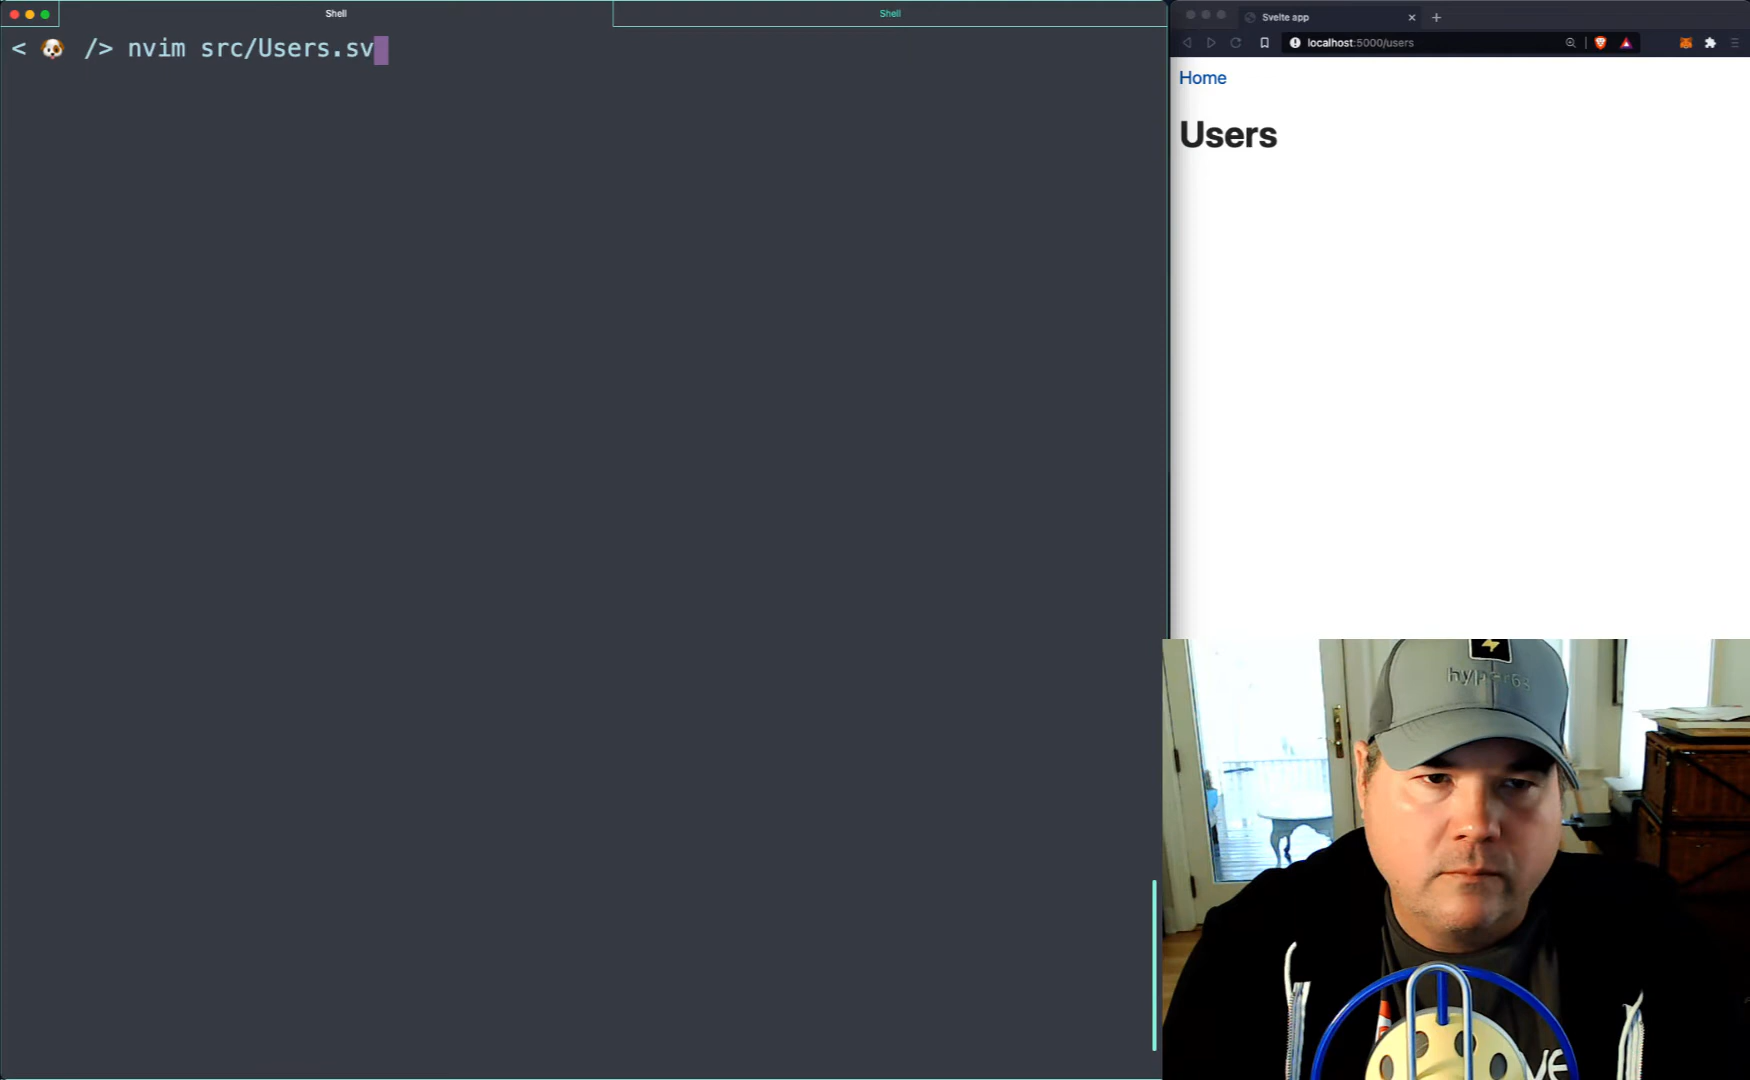 Shell
Shell
< 🐶 /> nvim src/Users.sv
Svelte app
localhost:5000/users
Home
Users